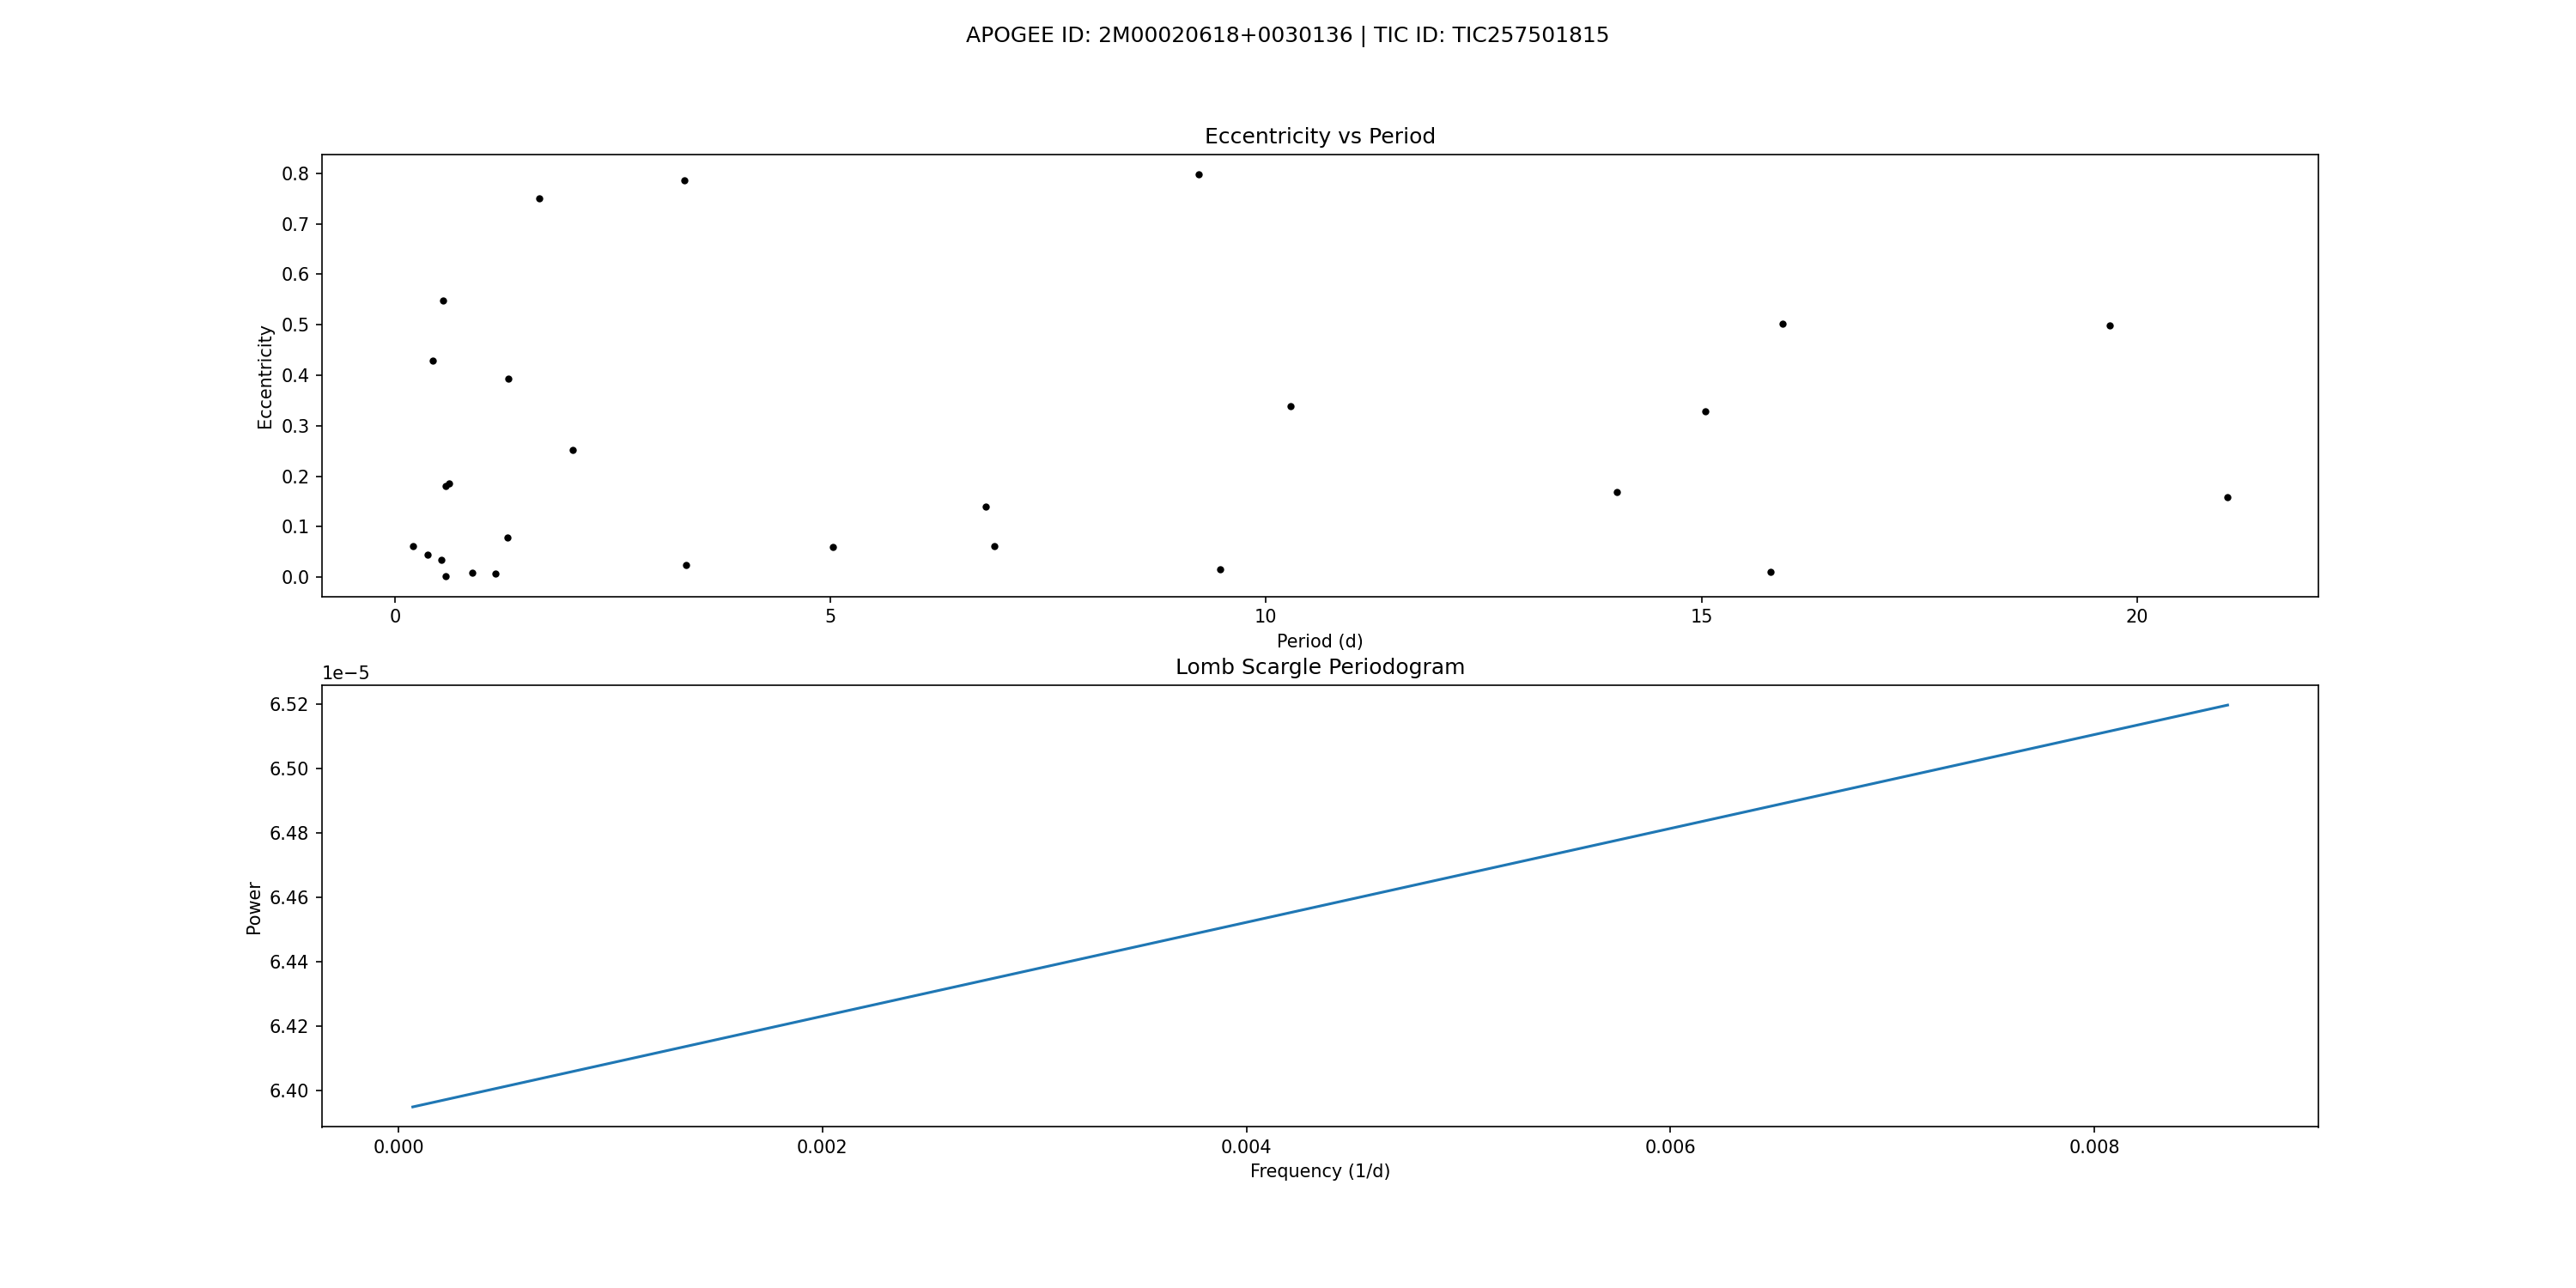 APOGEE ID: 2M00020618+0030136 | TIC ID: TIC257501815
Eccentricity vs Period
Eccentricity
0.8
0.7
0.6
0.5
0.4
0.3
0.2
0.1
0.0
0 5 10 15 20
Period (d)
Lomb Scargle Periodogram
1e−5
Power
6.52
6.50
6.48
6.46
6.44
6.42
6.40
0.000 0.002 0.004 0.006 0.008
Frequency (1/d)